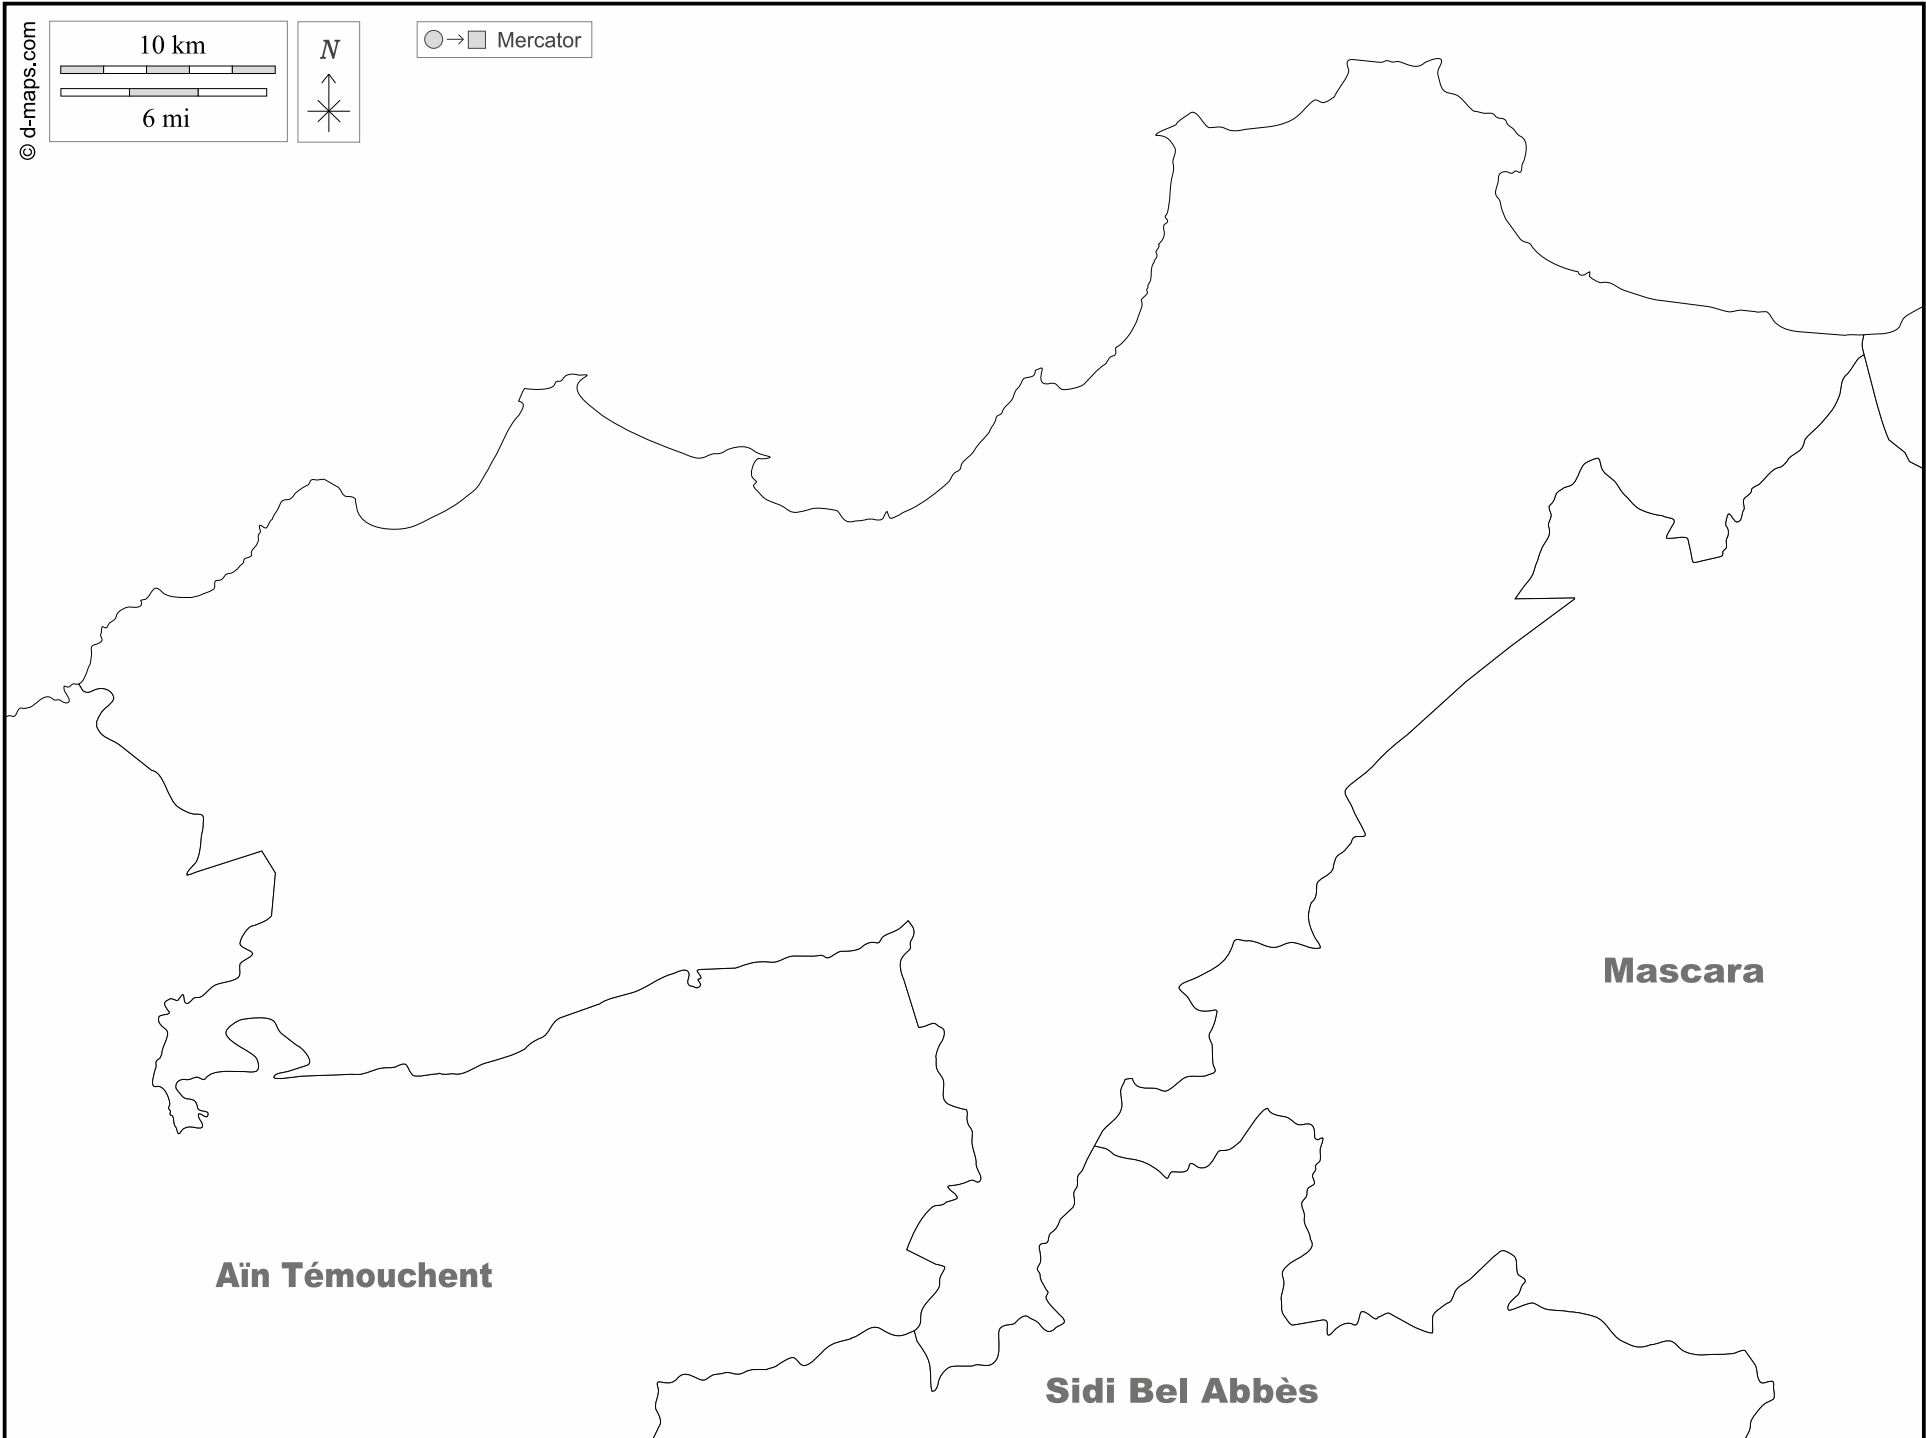 © d-maps.com
10 km
6 mi
N
Mercator
Mascara
Aïn Témouchent
Sidi Bel Abbès